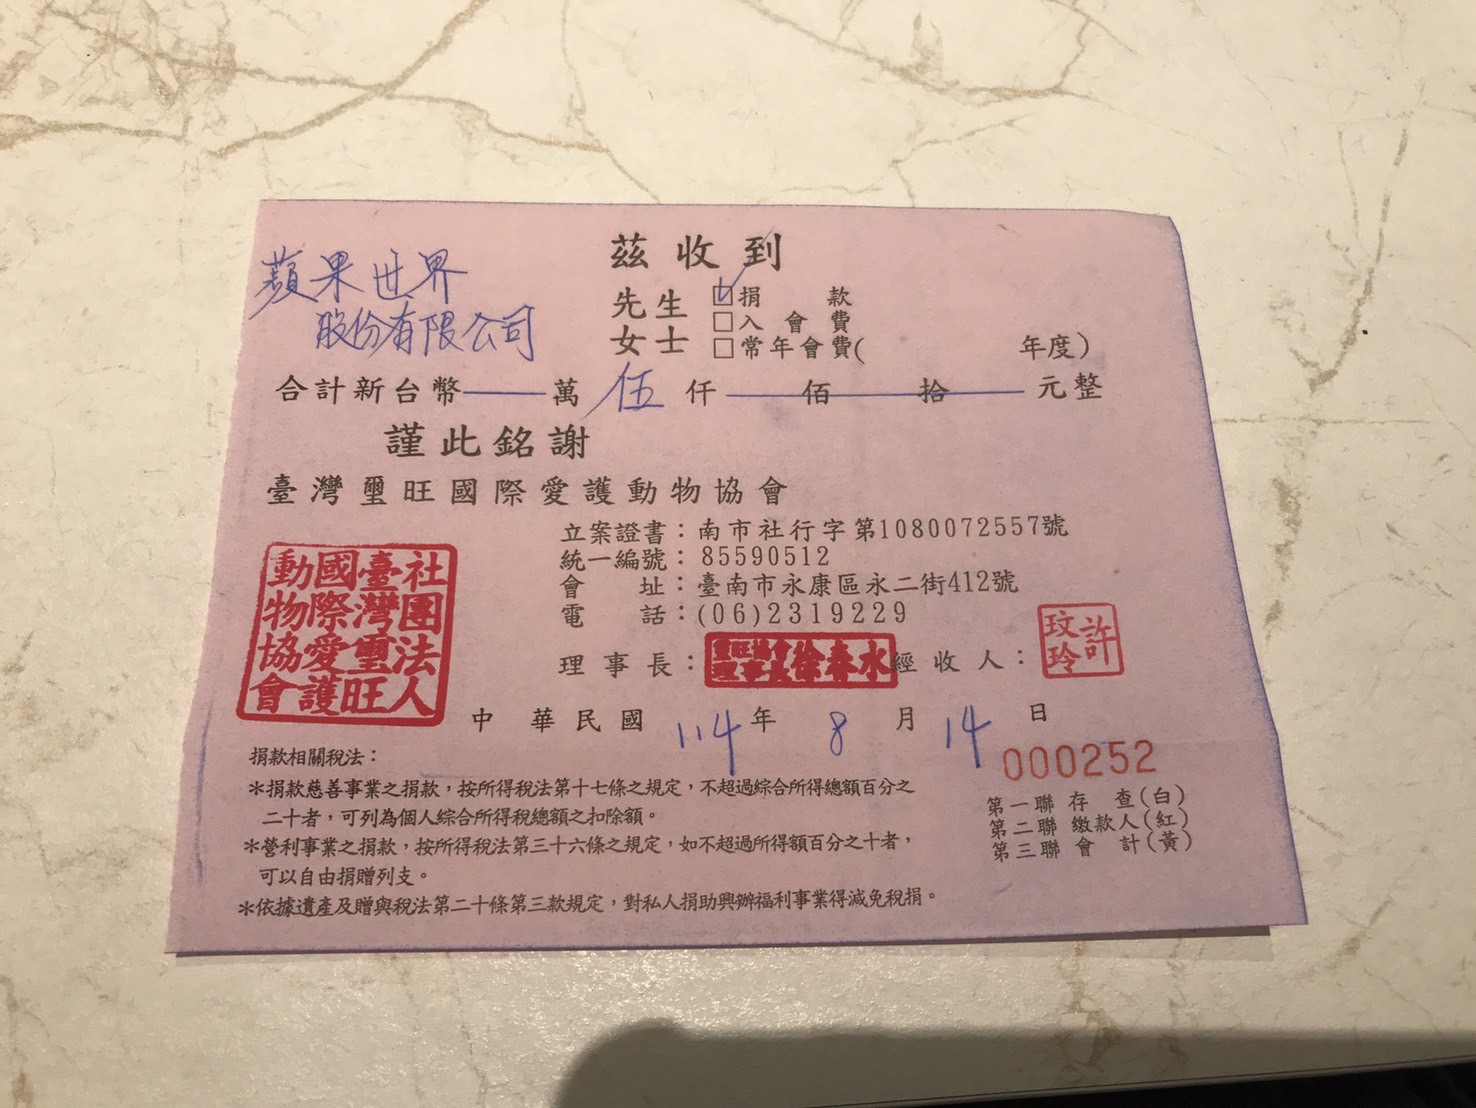 茲收到
蘋果世界
股份有限公司
先生
女士
☑捐款
□入會費
□常年會費( 年度)
合計新台幣——萬伍仟——佰——拾——元整
謹此銘謝
臺灣璽旺國際愛護動物協會
立案證書：南市社行字第1080072557號
統一編號：85590512
會址：臺南市永康區永二街412號
電話：(06)2319229
社團法人臺灣璽旺國際愛護動物協會
理事長：徐春水 經收人：許玟玲
中華民國114年8月14日
000252
捐款相關稅法：
＊捐款慈善事業之捐款，按所得稅法第十七條之規定，不超過綜合所得總額百分之
二十者，可列為個人綜合所得稅總額之扣除額。
＊營利事業之捐款，按所得稅法第三十六條之規定，如不超過所得額百分之十者，
可以自由捐贈列支。
＊依據遺產及贈與稅法第二十條第三款規定，對私人捐助興辦福利事業得減免稅捐。
第一聯 存查(白)
第二聯 繳款人(紅)
第三聯 會計(黃)